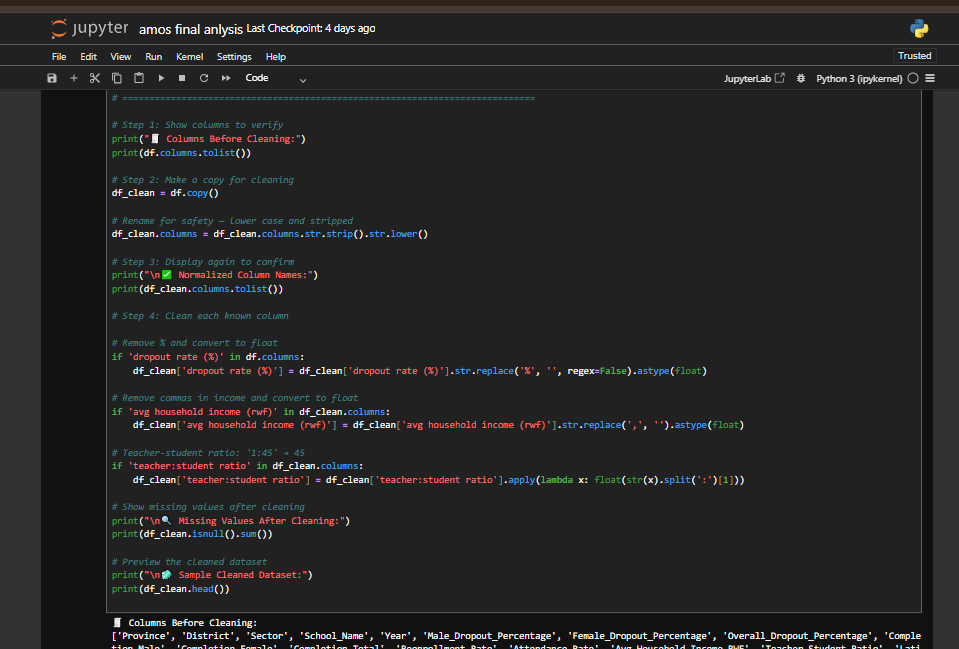 jupyter amos final anlysis Last Checkpoint: 4 days ago
File Edit View Run Kernel Settings Help Trusted
Code JupyterLab Python 3 (ipykernel)
# ==============================================================================
# Step 1: Show columns to verify
print("🧾 Columns Before Cleaning:")
print(df.columns.tolist())
# Step 2: Make a copy for cleaning
df_clean = df.copy()
# Rename for safety — lower case and stripped
df_clean.columns = df_clean.columns.str.strip().str.lower()
# Step 3: Display again to confirm
print("\n✅ Normalized Column Names:")
print(df_clean.columns.tolist())
# Step 4: Clean each known column
# Remove % and convert to float
if 'dropout rate (%)' in df.columns:
    df_clean['dropout rate (%)'] = df_clean['dropout rate (%)'].str.replace('%', '', regex=False).astype(float)
# Remove commas in income and convert to float
if 'avg household income (rwf)' in df_clean.columns:
    df_clean['avg household income (rwf)'] = df_clean['avg household income (rwf)'].str.replace(',', '').astype(float)
# Teacher-student ratio: '1:45' → 45
if 'teacher:student ratio' in df_clean.columns:
    df_clean['teacher:student ratio'] = df_clean['teacher:student ratio'].apply(lambda x: float(str(x).split(':')[1]))
# Show missing values after cleaning
print("\n🔍 Missing Values After Cleaning:")
print(df_clean.isnull().sum())
# Preview the cleaned dataset
print("\n🧼 Sample Cleaned Dataset:")
print(df_clean.head())
🧾 Columns Before Cleaning:
['Province', 'District', 'Sector', 'School_Name', 'Year', 'Male_Dropout_Percentage', 'Female_Dropout_Percentage', 'Overall_Dropout_Percentage', 'Comple